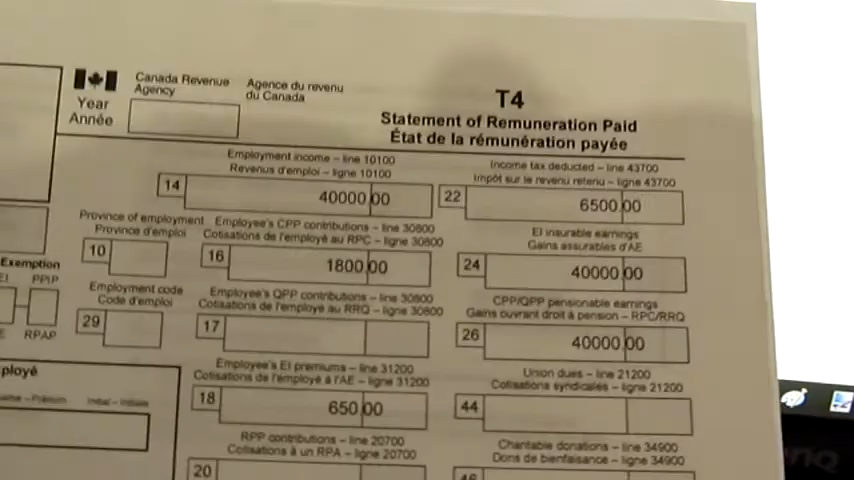 Canada Revenue Agence du revenu
Agency du Canada
T4
Year
Année
Statement of Remuneration Paid
État de la rémunération payée
Employment income – line 10100
Revenus d'emploi – ligne 10100
14 40000 00
Income tax deducted – line 43700
Impôt sur le revenu retenu – ligne 43700
22 6500 00
Province of employment
Province d'emploi
10
Employee's CPP contributions – line 30800
Cotisations de l'employé au RPC – ligne 30800
16 1800 00
EI insurable earnings
Gains assurables d'AE
24 40000 00
Exemption
PPIP
RPAP
Employment code
Code d'emploi
29
Employee's QPP contributions – line 30800
Cotisations de l'employé au RRQ – ligne 30800
17
CPP/QPP pensionable earnings
Gains ouvrant droit à pension – RPC/RRQ
26 40000 00
ployé
Initial – Initiale
Employee's EI premiums – line 31200
Cotisations de l'employé à l'AE – ligne 31200
18 650 00
Union dues – line 21200
Cotisations syndicales – ligne 21200
44
RPP contributions – line 20700
Cotisations à un RPA – ligne 20700
20
Charitable donations – line 34900
Dons de bienfaisance – ligne 34900
46